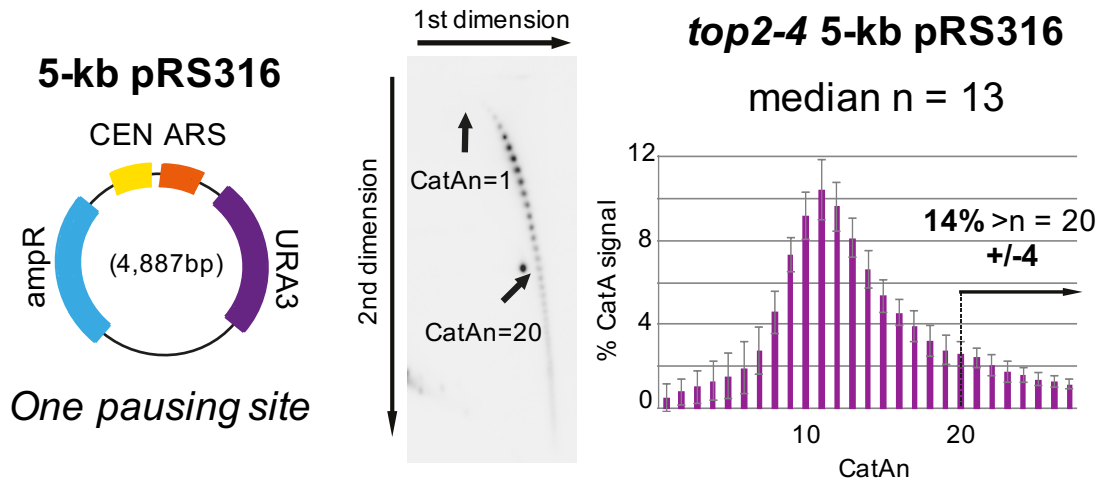 5-kb pRS316
CEN ARS
ampR
(4,887bp)
URA3
One pausing site
1st dimension
2nd dimension
CatAn=1
CatAn=20
top2-4 5-kb pRS316
median n = 13
% CatA signal
12
8
4
0
14% >n = 20
+/-4
10
20
CatAn